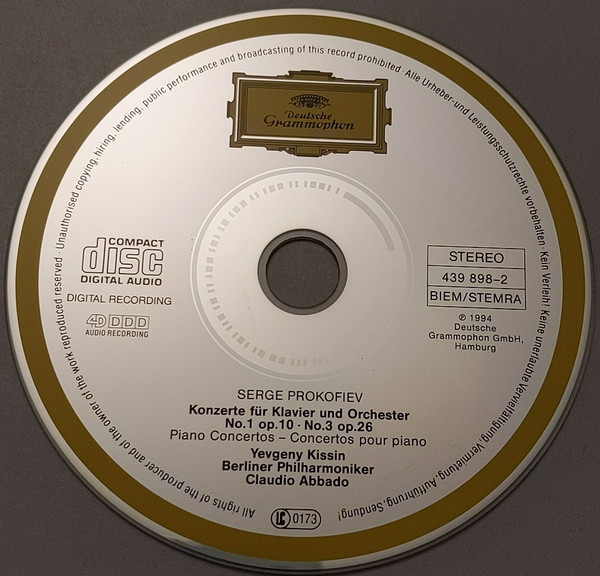 Deutsche
Grammophon
All rights of the producer and of the owner of the work reproduced reserved · Unauthorised copying, hiring, lending, public performance and broadcasting of this record prohibited · Alle Urheber- und Leistungsschutzrechte vorbehalten · Kein Verleih! Keine unerlaubte Vervielfältigung, Vermietung, Aufführung, Sendung!
COMPACT
disc
DIGITAL AUDIO
DIGITAL RECORDING
4D DDD
AUDIO RECORDING
STEREO
439 898-2
BIEM/STEMRA
℗ 1994
Deutsche
Grammophon GmbH,
Hamburg
SERGE PROKOFIEV
Konzerte für Klavier und Orchester
No.1 op.10 · No.3 op.26
Piano Concertos – Concertos pour piano
Yevgeny Kissin
Berliner Philharmoniker
Claudio Abbado
LC 0173